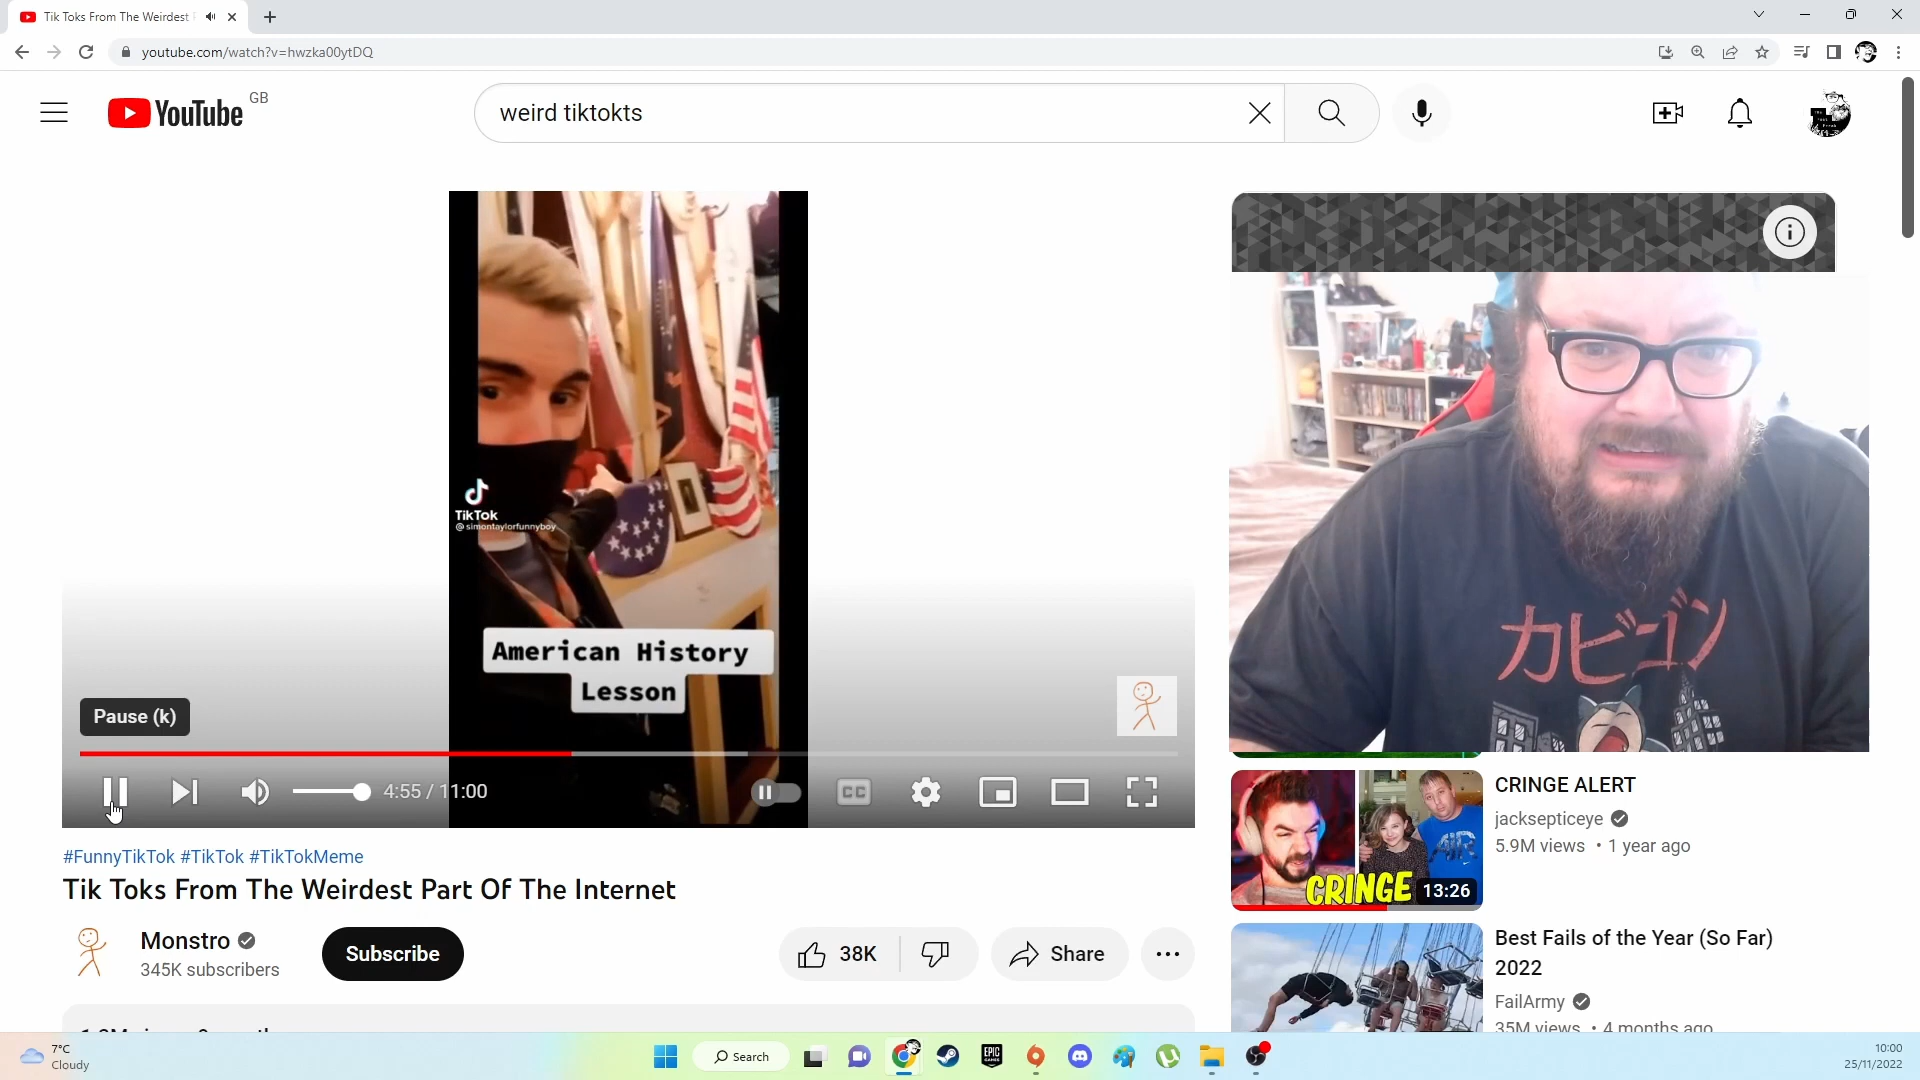 Tik Toks From The Weirdest
youtube.com/watch?v=hwzka00ytDQ
YouTube
GB
weird tiktokts
TikTok
@simontaylorfunnyboy
American History
Lesson
Pause (k)
4:55 / 11:00
CC
カビゴン
#FunnyTikTok #TikTok #TikTokMeme
Tik Toks From The Weirdest Part Of The Internet
Monstro
345K subscribers
Subscribe
38K
Share
CRINGE
13:26
CRINGE ALERT
jacksepticeye
5.9M views • 1 year ago
Best Fails of the Year (So Far)
2022
FailArmy
35M views • 4 months ago
7°C
Cloudy
Search
EPIC
GAMES
10:00
25/11/2022